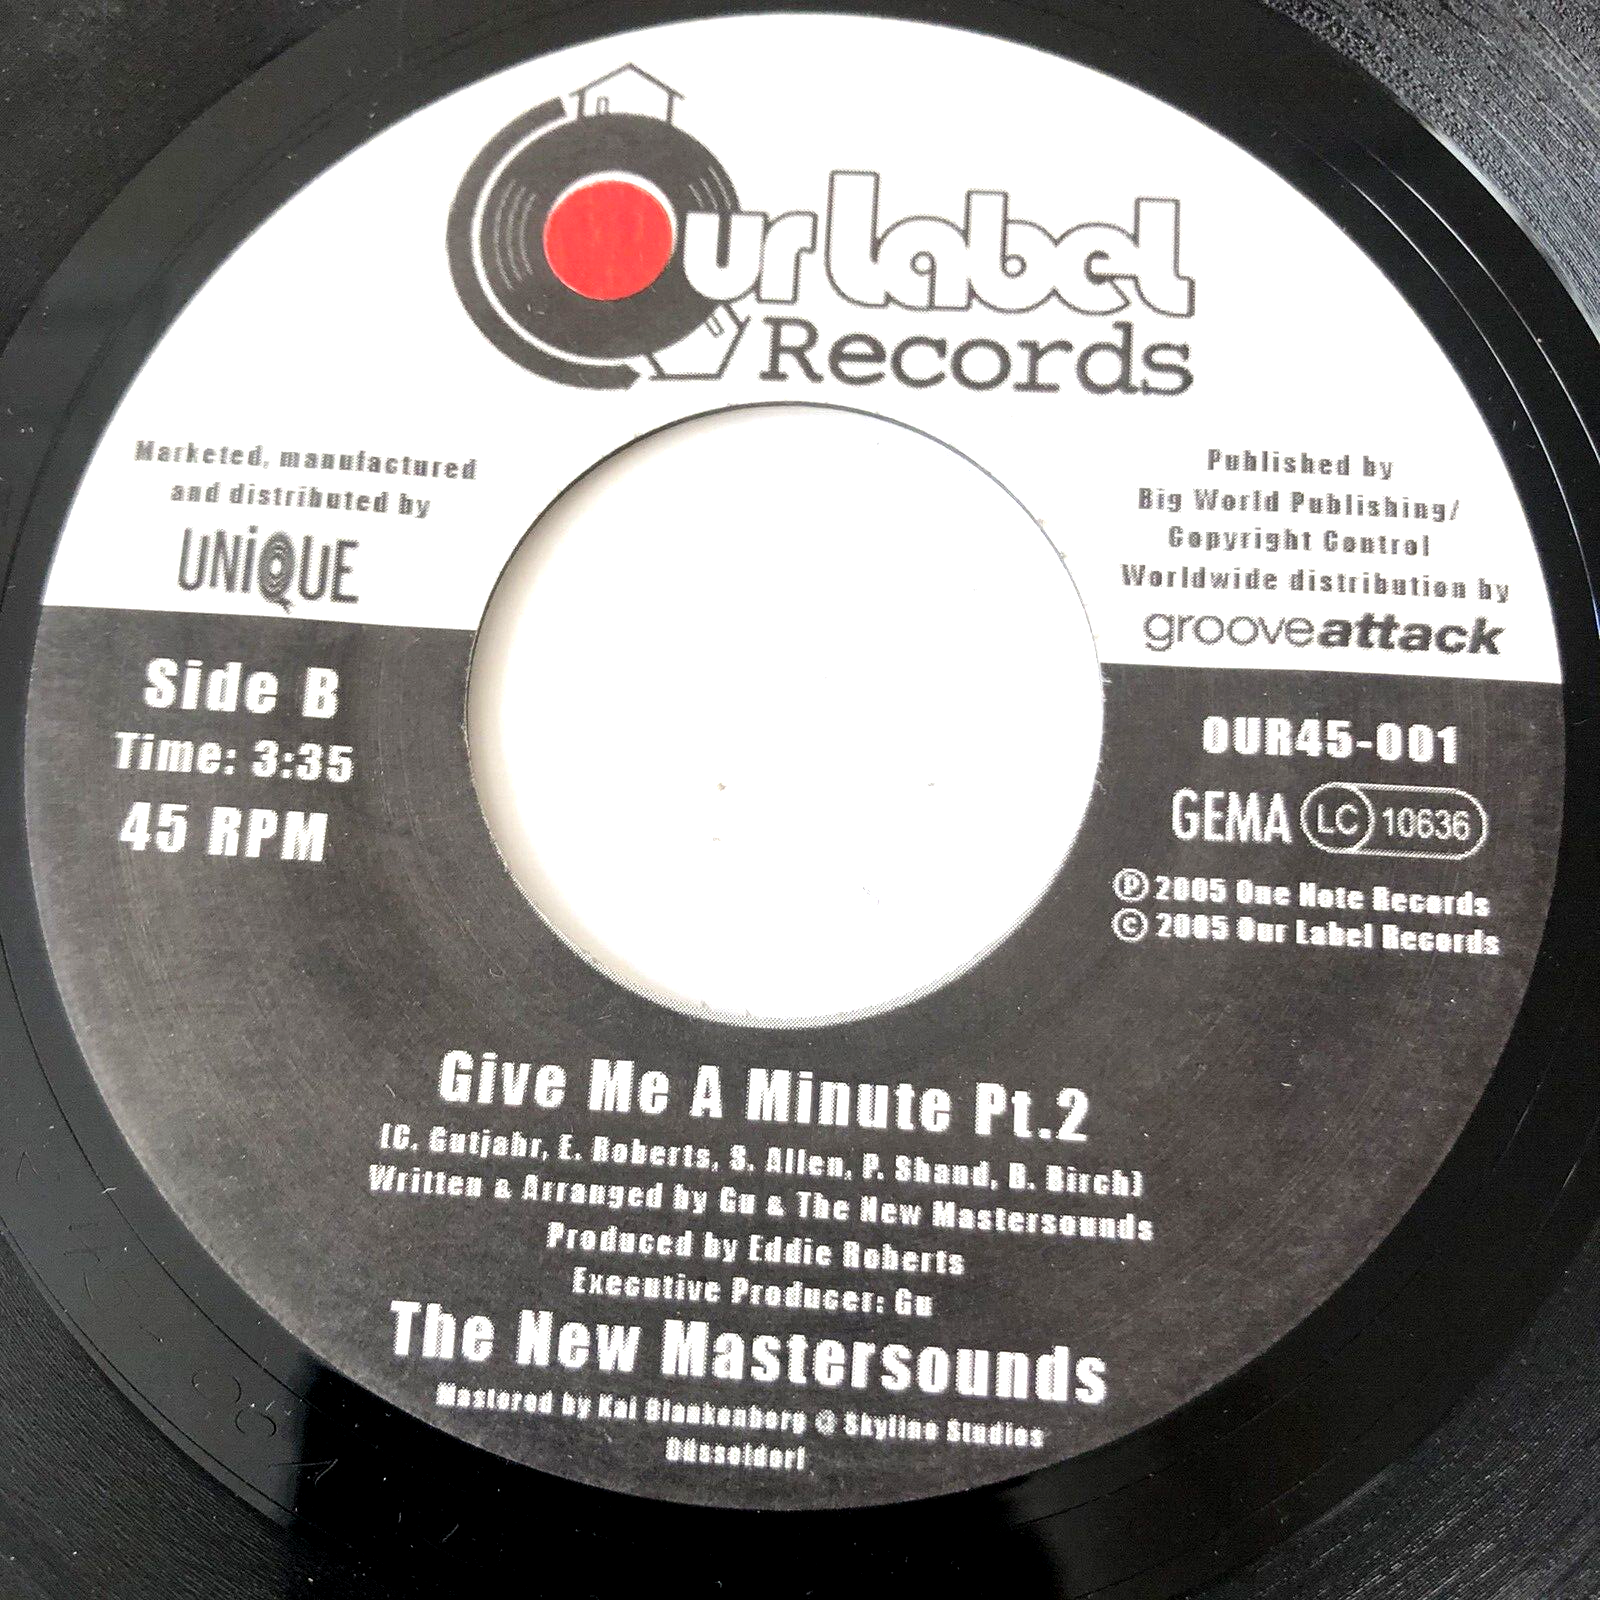 Our Label
Records
Marketed, manufactured
and distributed by
UNiQUE
Published by
Big World Publishing/
Copyright Control
Worldwide distribution by
grooveattack
Side B
Time: 3:35
45 RPM
OUR45-001
GEMA LC 10636
Ⓟ 2005 One Note Records
© 2005 Our Label Records
Give Me A Minute Pt.2
(C. Gutjahr, E. Roberts, S. Allen, P. Shand, B. Birch)
Written & Arranged by Gu & The New Mastersounds
Produced by Eddie Roberts
Executive Producer: Gu
The New Mastersounds
Mastered by Kai Blankenberg @ Skyline Studios
Düsseldorf